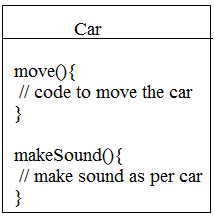 Car
move(){
// code to move the car
}
makeSound(){
// make sound as per car
}